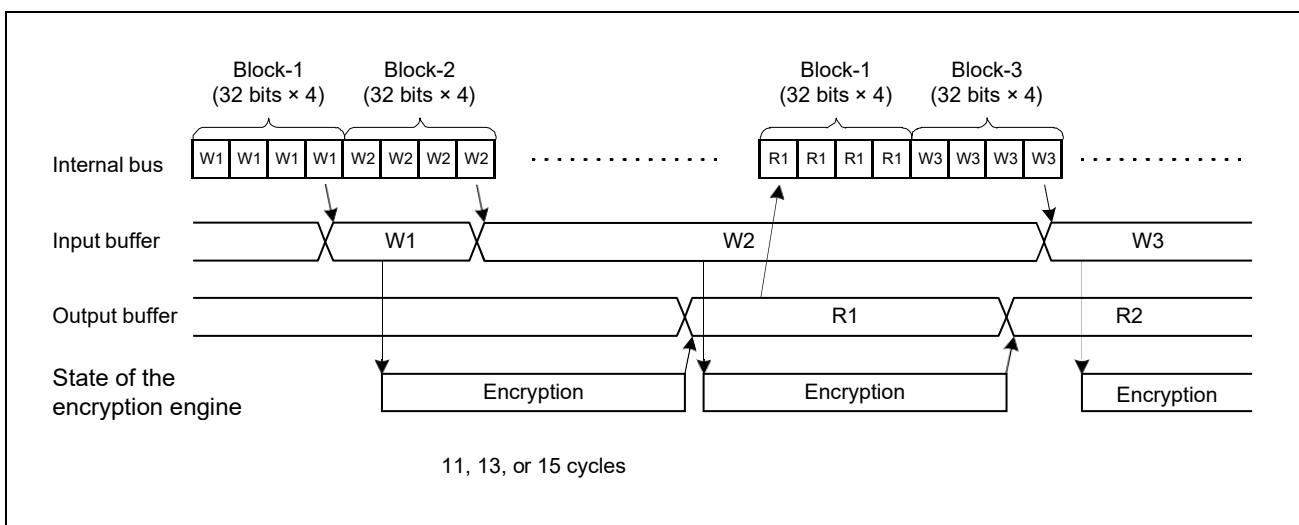 Block-1 Block-2 Block-1 Block-3
(32 bits × 4) (32 bits × 4) (32 bits × 4) (32 bits × 4)
Internal bus W1 W1 W1 W1 W2 W2 W2 W2 R1 R1 R1 R1 W3 W3 W3 W3
Input buffer W1 W2 W3
Output buffer R1 R2
State of the
encryption engine
Encryption Encryption Encryption
11, 13, or 15 cycles